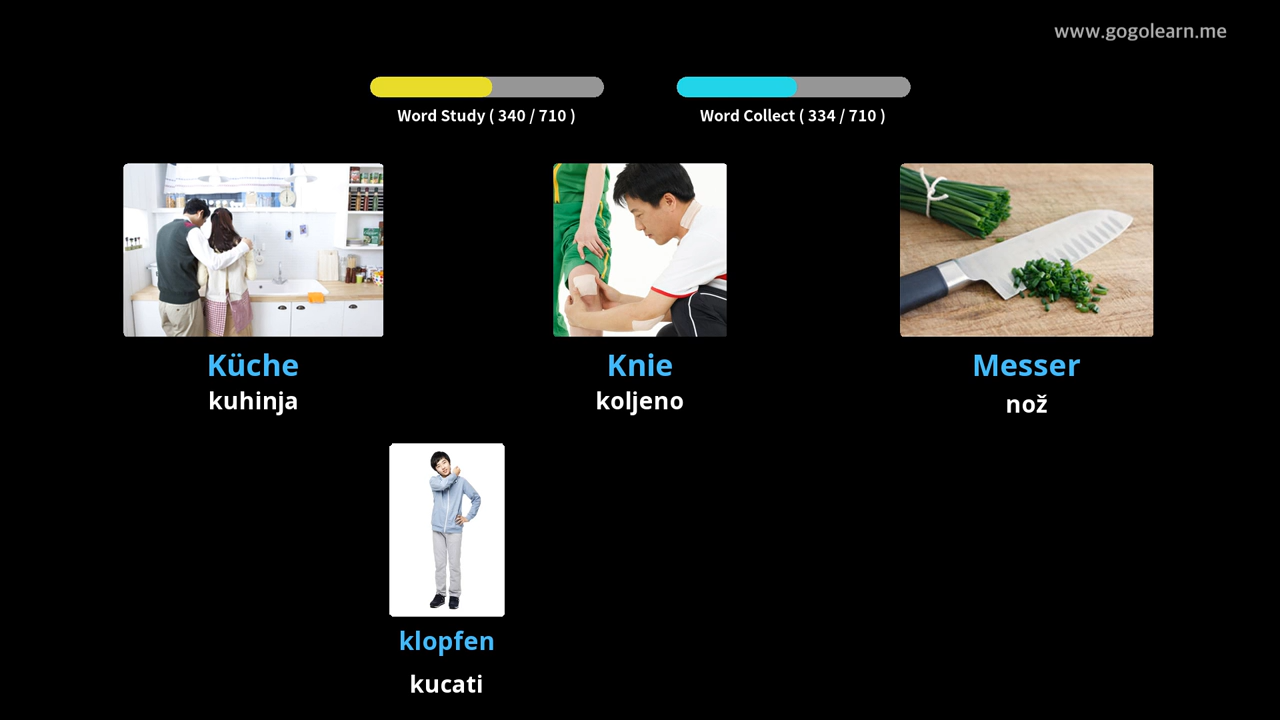 www.gogolearn.me
Word Study ( 340 / 710 )
Word Collect ( 334 / 710 )
Küche
kuhinja
Knie
koljeno
Messer
nož
klopfen
kucati